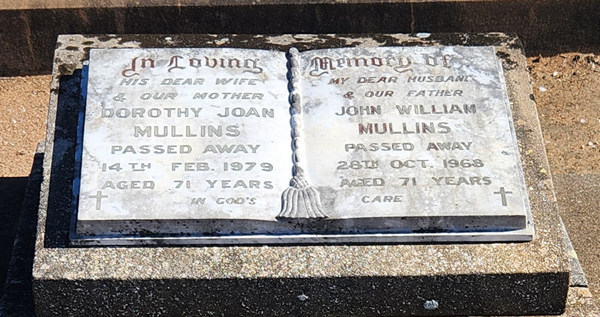 In Loving
HIS DEAR WIFE
& OUR MOTHER
DOROTHY JOAN
MULLINS
PASSED AWAY
14TH FEB. 1979
AGED 71 YEARS
IN GOD'S
Memory of
MY DEAR HUSBAND
& OUR FATHER
JOHN WILLIAM
MULLINS
PASSED AWAY
28TH OCT. 1968
AGED 71 YEARS
CARE